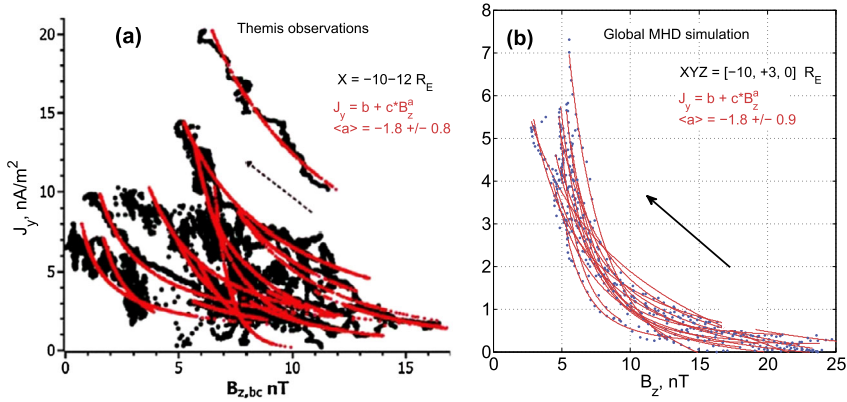 (a)
Themis observations
X = −10−12 R_E
J_y = b + c*B_z^a
<a> = −1.8 +/− 0.8
J_y, nA/m²
20
15
10
5
0
0 5 10 15
B_z,bc nT
(b)
Global MHD simulation
XYZ = [−10, +3, 0] R_E
J_y = b + c*B_z^a
<a> = −1.8 +/− 0.9
8
7
6
5
4
3
2
1
0
0 5 10 15 20 25
B_z, nT